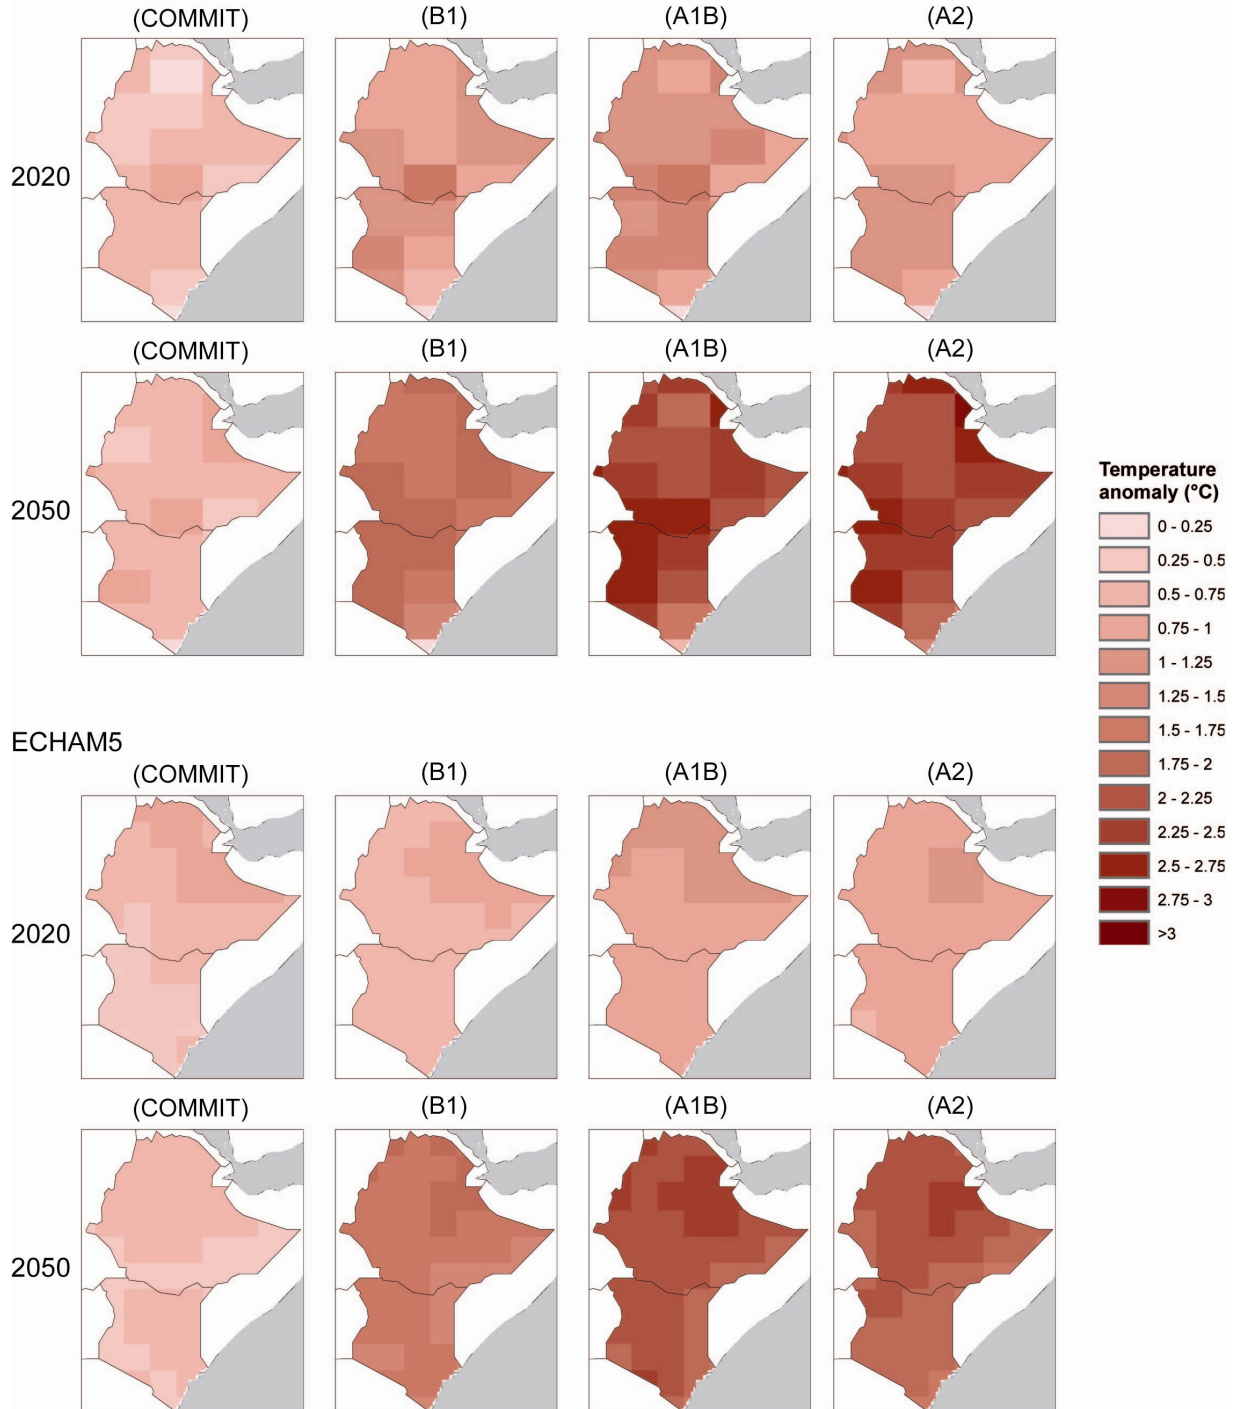 (COMMIT) (B1) (A1B) (A2)
2020
(COMMIT) (B1) (A1B) (A2)
2050
Temperature
anomaly (°C)
0 - 0.25
0.25 - 0.5
0.5 - 0.75
0.75 - 1
1 - 1.25
1.25 - 1.5
1.5 - 1.75
1.75 - 2
2 - 2.25
2.25 - 2.5
2.5 - 2.75
2.75 - 3
>3
ECHAM5
(COMMIT) (B1) (A1B) (A2)
2020
(COMMIT) (B1) (A1B) (A2)
2050